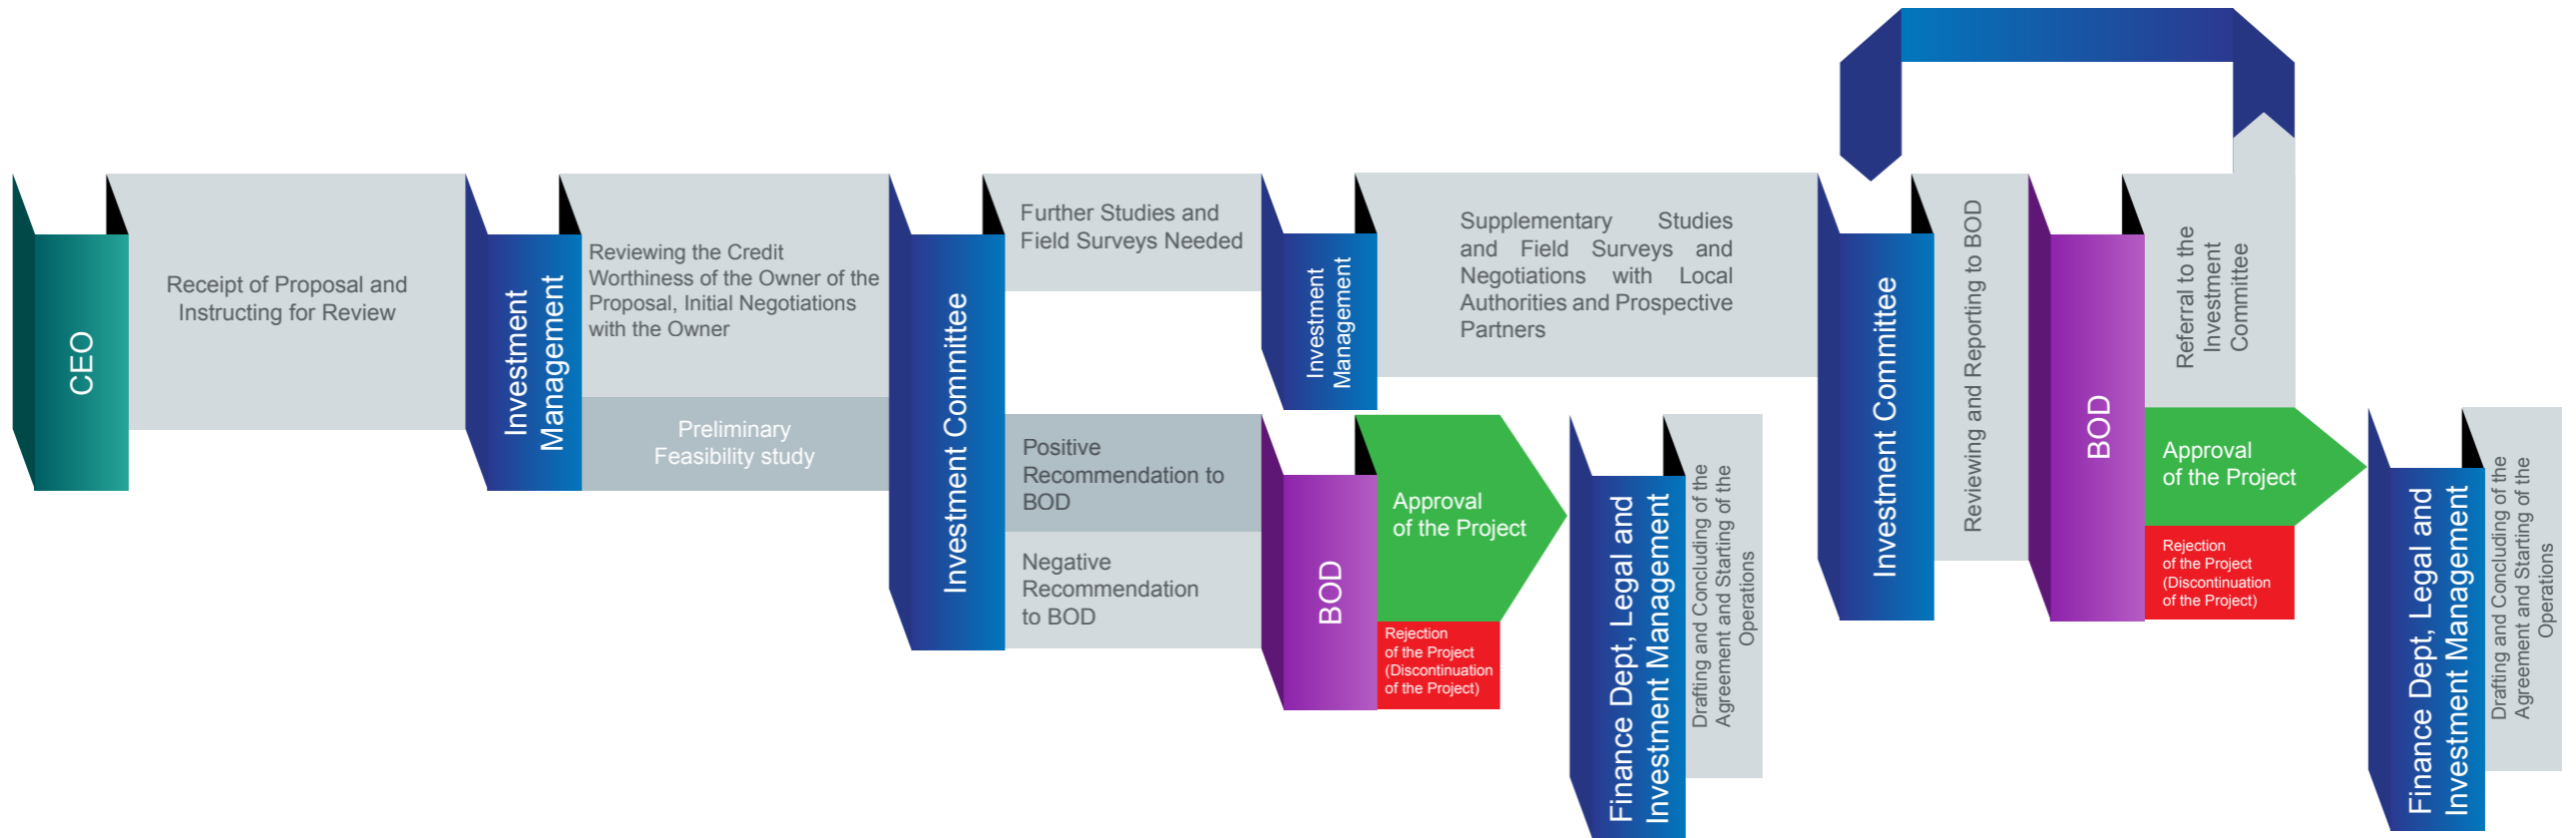 CEO
Receipt of Proposal and
Instructing for Review
Investment
Management
Reviewing the Credit
Worthiness of the Owner of the
Proposal, Initial Negotiations
with the Owner
Preliminary
Feasibility study
Investment Committee
Further Studies and
Field Surveys Needed
Positive
Recommendation to
BOD
Negative
Recommendation
to BOD
Investment
Management
Supplementary Studies
and Field Surveys and
Negotiations with Local
Authorities and Prospective
Partners
BOD
Approval
of the Project
Rejection
of the Project
(Discontinuation
of the Project)
Finance Dept, Legal and
Investment Management
Drafting and Concluding of the
Agreement and Starting of the
Operations
Investment Committee
Reviewing and Reporting to BOD
BOD
Referral to the
Investment
Committee
Approval
of the Project
Rejection
of the Project
(Discontinuation
of the Project)
Finance Dept, Legal and
Investment Management
Drafting and Concluding of the
Agreement and Starting of the
Operations